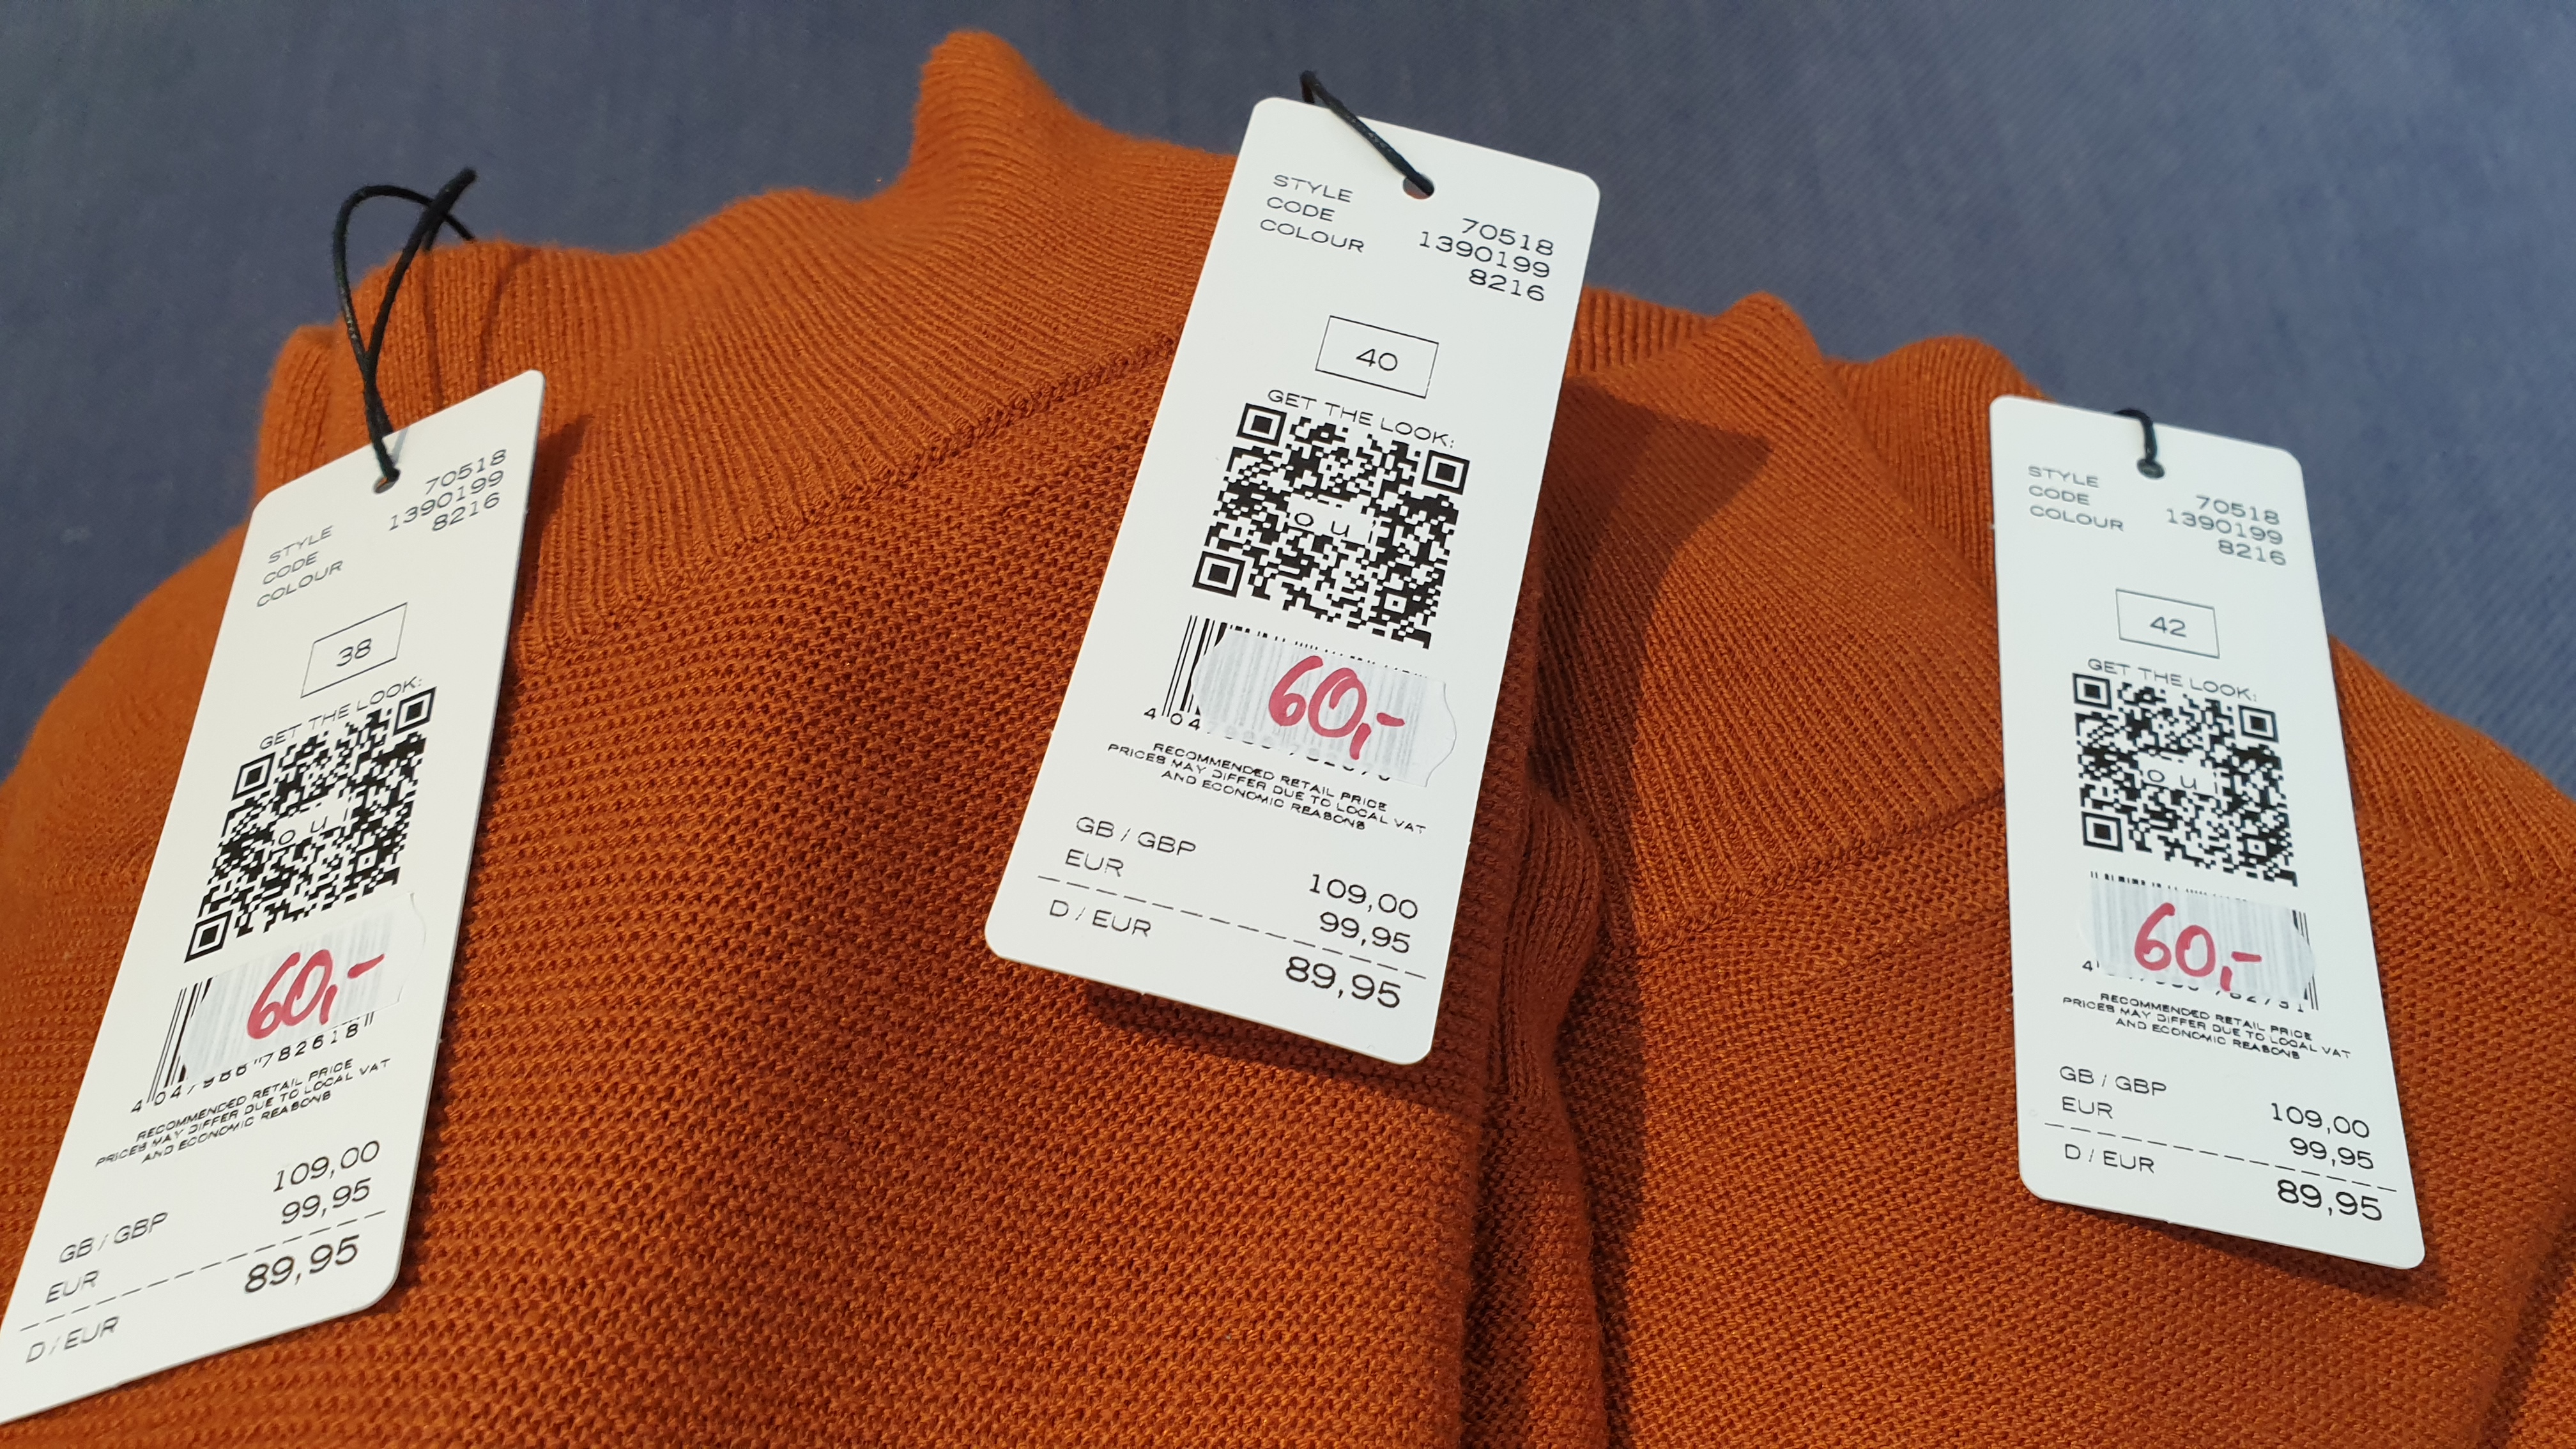 STYLE 70518
CODE 1390199
COLOUR 8216
38
GET THE LOOK:
oui
60,-
782618
RECOMMENDED RETAIL PRICE
PRICES MAY DIFFER DUE TO LOCAL VAT
AND ECONOMIC REASONS
GB / GBP 109,00
EUR 99,95
D / EUR 89,95
STYLE 70518
CODE 1390199
COLOUR 8216
40
GET THE LOOK:
oui
60,-
RECOMMENDED RETAIL PRICE
PRICES MAY DIFFER DUE TO LOCAL VAT
AND ECONOMIC REASONS
GB / GBP 109,00
EUR 99,95
D / EUR 89,95
STYLE 70518
CODE 1390199
COLOUR 8216
42
GET THE LOOK:
oui
60,-
RECOMMENDED RETAIL PRICE
PRICES MAY DIFFER DUE TO LOCAL VAT
AND ECONOMIC REASONS
GB / GBP 109,00
EUR 99,95
D / EUR 89,95